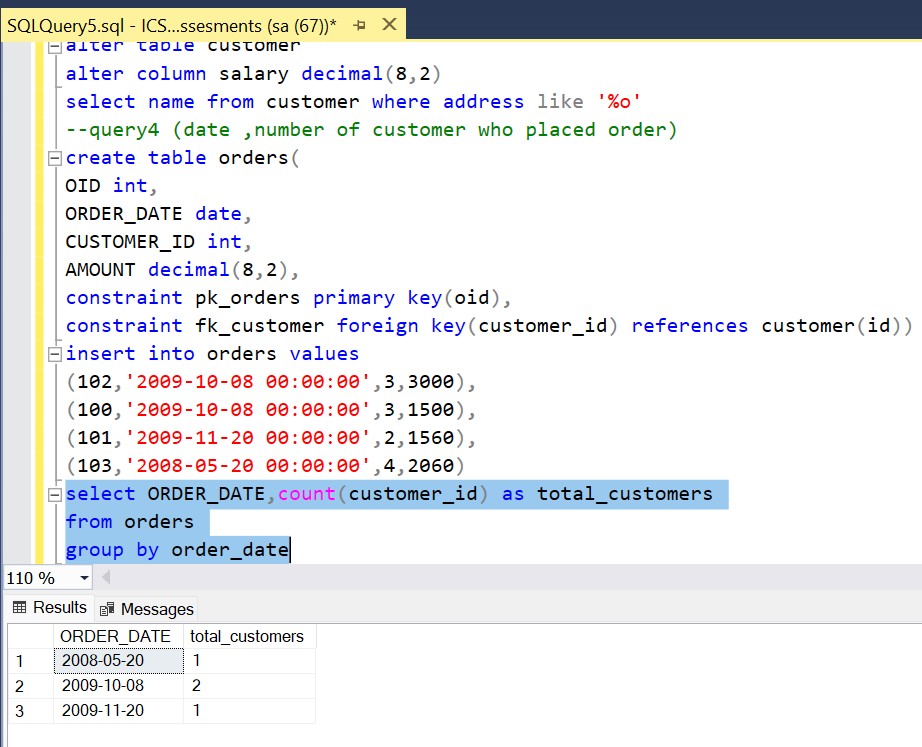 SQLQuery5.sql - ICS...ssesments (sa (67))*
alter table customer
alter column salary decimal(8,2)
select name from customer where address like '%o'
--query4 (date ,number of customer who placed order)
create table orders(
OID int,
ORDER_DATE date,
CUSTOMER_ID int,
AMOUNT decimal(8,2),
constraint pk_orders primary key(oid),
constraint fk_customer foreign key(customer_id) references customer(id))
insert into orders values
(102,'2009-10-08 00:00:00',3,3000),
(100,'2009-10-08 00:00:00',3,1500),
(101,'2009-11-20 00:00:00',2,1560),
(103,'2008-05-20 00:00:00',4,2060)
select ORDER_DATE,count(customer_id) as total_customers
from orders
group by order_date
110 %
Results Messages
ORDER_DATE total_customers
1 2008-05-20 1
2 2009-10-08 2
3 2009-11-20 1